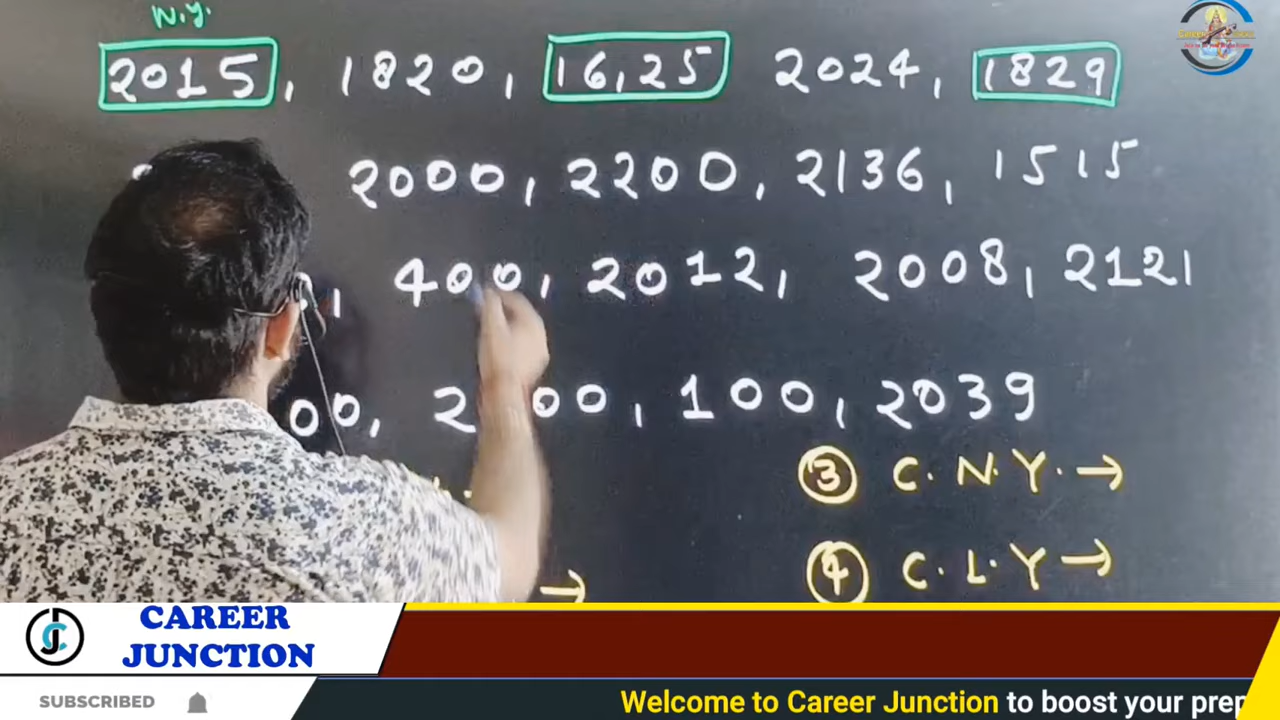 N.Y.
2015, 1820, 16,25 2024, 1829
2000, 2200, 2136, 1515
, 400, 2012, 2008, 2121
00, 2 00, 100, 2039
③ C. N. Y. →
④ C. L. Y →
→
CAREER
JUNCTION
SUBSCRIBED
Welcome to Career Junction to boost your prep